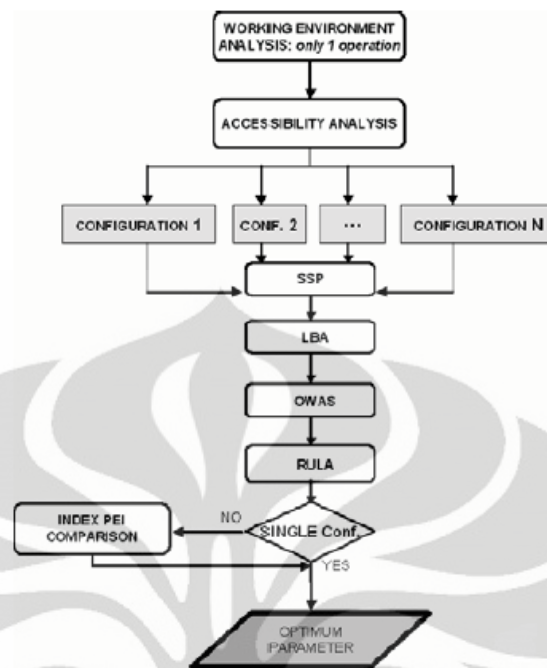 WORKING ENVIRONMENT
ANALYSIS: only 1 operation
ACCESSIBILITY ANALYSIS
CONFIGURATION 1
CONF. 2
...
CONFIGURATION N
SSP
LBA
OWAS
RULA
SINGLE Conf.
NO
INDEX PEI
COMPARISON
YES
OPTIMUM
IPARAMETER